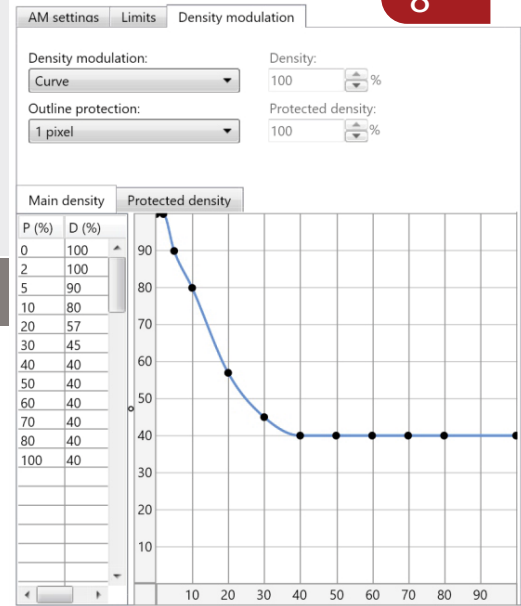 8
AM settings Limits Density modulation
Density modulation: Density:
Curve 100 %
Outline protection: Protected density:
1 pixel 100 %
Main density Protected density
P (%) D (%)
0 100
2 100
5 90
10 80
20 57
30 45
40 40
50 40
60 40
70 40
80 40
100 40
90
80
70
60
50
40
30
20
10
10 20 30 40 50 60 70 80 90